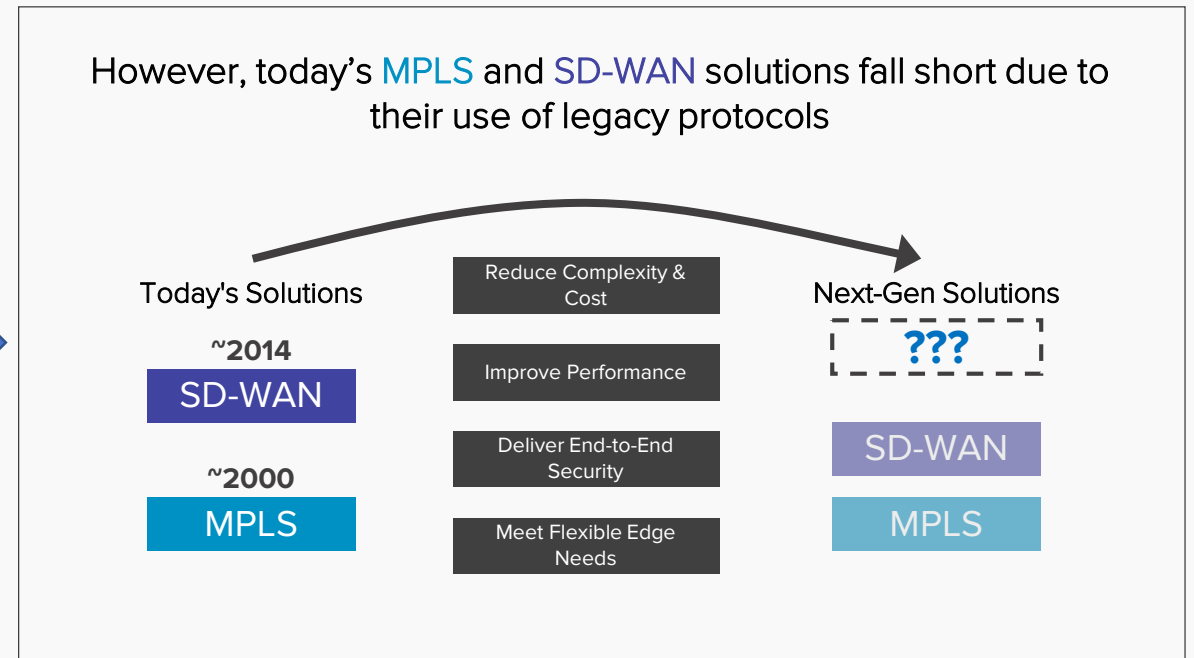 However, today’s MPLS and SD-WAN solutions fall short due to
their use of legacy protocols
Today's Solutions
~2014
SD-WAN
~2000
MPLS
Reduce Complexity &
Cost
Improve Performance
Deliver End-to-End
Security
Meet Flexible Edge
Needs
Next-Gen Solutions
???
SD-WAN
MPLS